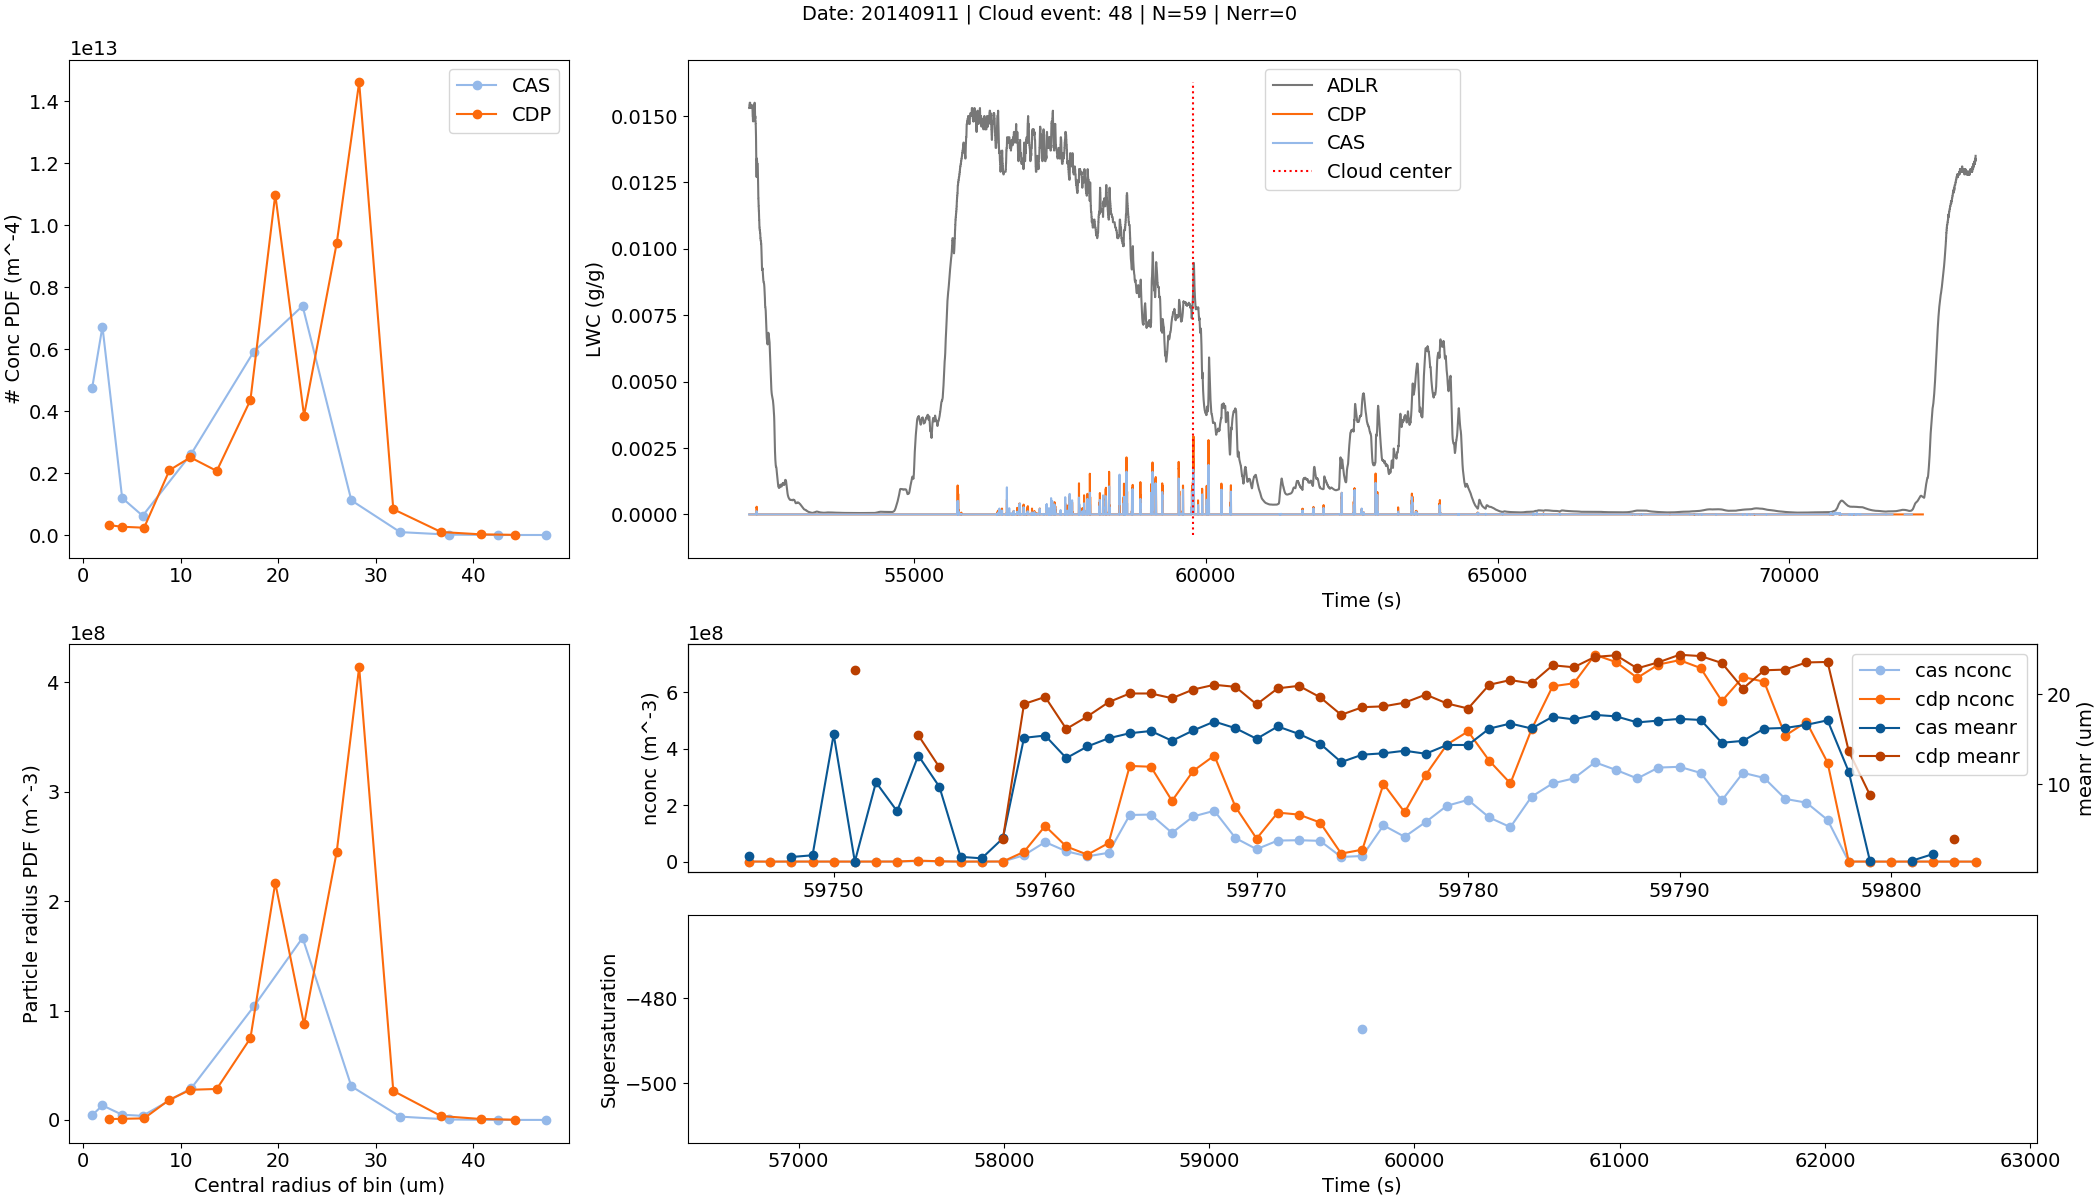 Date: 20140911 | Cloud event: 48 | N=59 | Nerr=0
1e13
# Conc PDF (m^-4)
1.4
1.2
1.0
0.8
0.6
0.4
0.2
0.0
0 10 20 30 40
CAS
CDP
LWC (g/g)
0.0150
0.0125
0.0100
0.0075
0.0050
0.0025
0.0000
55000 60000 65000 70000
Time (s)
ADLR
CDP
CAS
Cloud center
1e8
Particle radius PDF (m^-3)
4
3
2
1
0
0 10 20 30 40
Central radius of bin (um)
1e8
nconc (m^-3)
6
4
2
0
59750 59760 59770 59780 59790 59800
20
10
meanr (um)
cas nconc
cdp nconc
cas meanr
cdp meanr
Supersaturation
−480
−500
57000 58000 59000 60000 61000 62000 63000
Time (s)